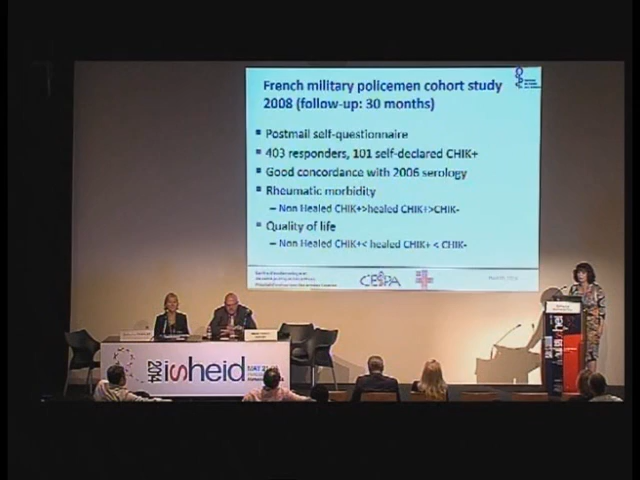 French military policemen cohort study
2008 (follow-up: 30 months)
Postmail self-questionnaire
403 responders, 101 self-declared CHIK+
Good concordance with 2006 serology
Rheumatic morbidity
– Non Healed CHIK+>healed CHIK+>CHIK-
Quality of life
– Non Healed CHIK+< healed CHIK+ < CHIK-
CESPA
2014
isheid